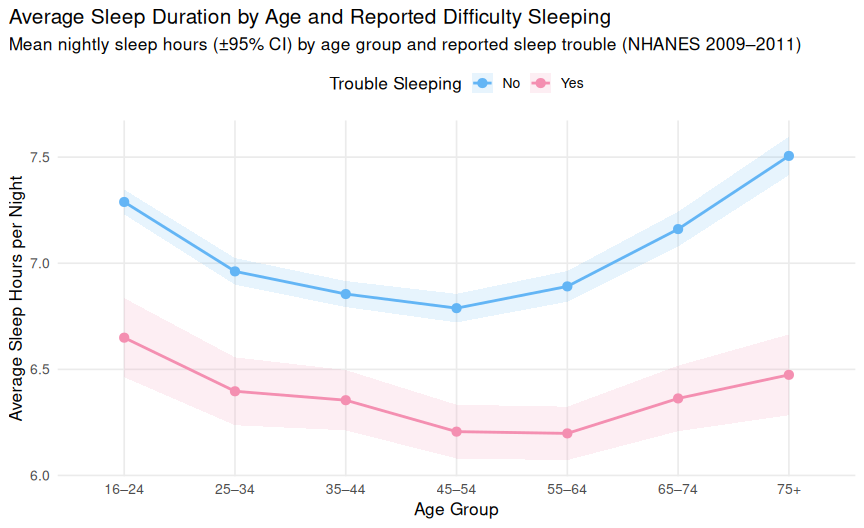 Average Sleep Duration by Age and Reported Difficulty Sleeping
Mean nightly sleep hours (±95% CI) by age group and reported sleep trouble (NHANES 2009–2011)
Trouble Sleeping No Yes
Average Sleep Hours per Night
7.5
7.0
6.5
6.0
16–24 25–34 35–44 45–54 55–64 65–74 75+
Age Group